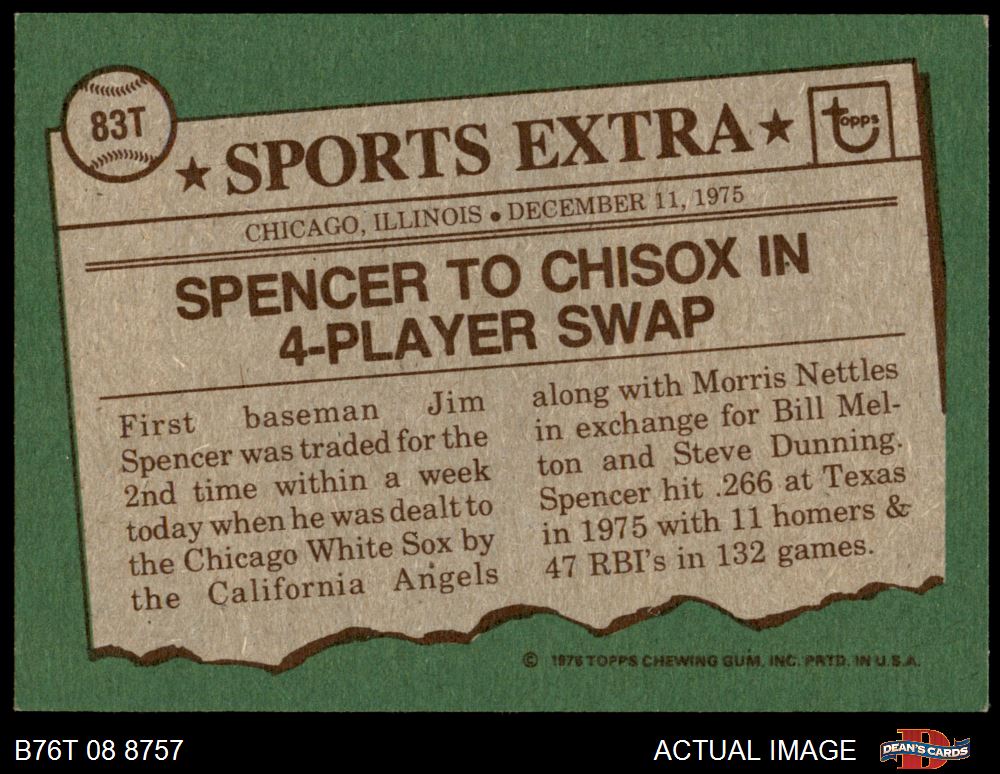 83T
★ SPORTS EXTRA ★
topps
CHICAGO, ILLINOIS • DECEMBER 11, 1975
SPENCER TO CHISOX IN
4-PLAYER SWAP
First baseman Jim
Spencer was traded for the
2nd time within a week
today when he was dealt to
the Chicago White Sox by
the California Angels
along with Morris Nettles
in exchange for Bill Mel-
ton and Steve Dunning.
Spencer hit .266 at Texas
in 1975 with 11 homers &
47 RBI's in 132 games.
© 1976 TOPPS CHEWING GUM, INC. PRTD. IN U.S.A.
B76T 08 8757
ACTUAL IMAGE
DEAN'S CARDS